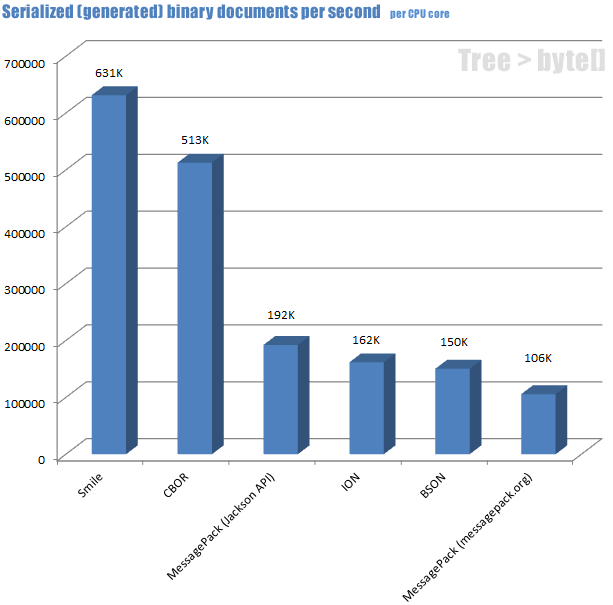 Serialized (generated) binary documents per second per CPU core
Tree > byte[]
700000
600000
500000
400000
300000
200000
100000
0
631K
513K
192K
162K
150K
106K
Smile
CBOR
MessagePack (Jackson API)
ION
BSON
MessagePack (messagepack.org)